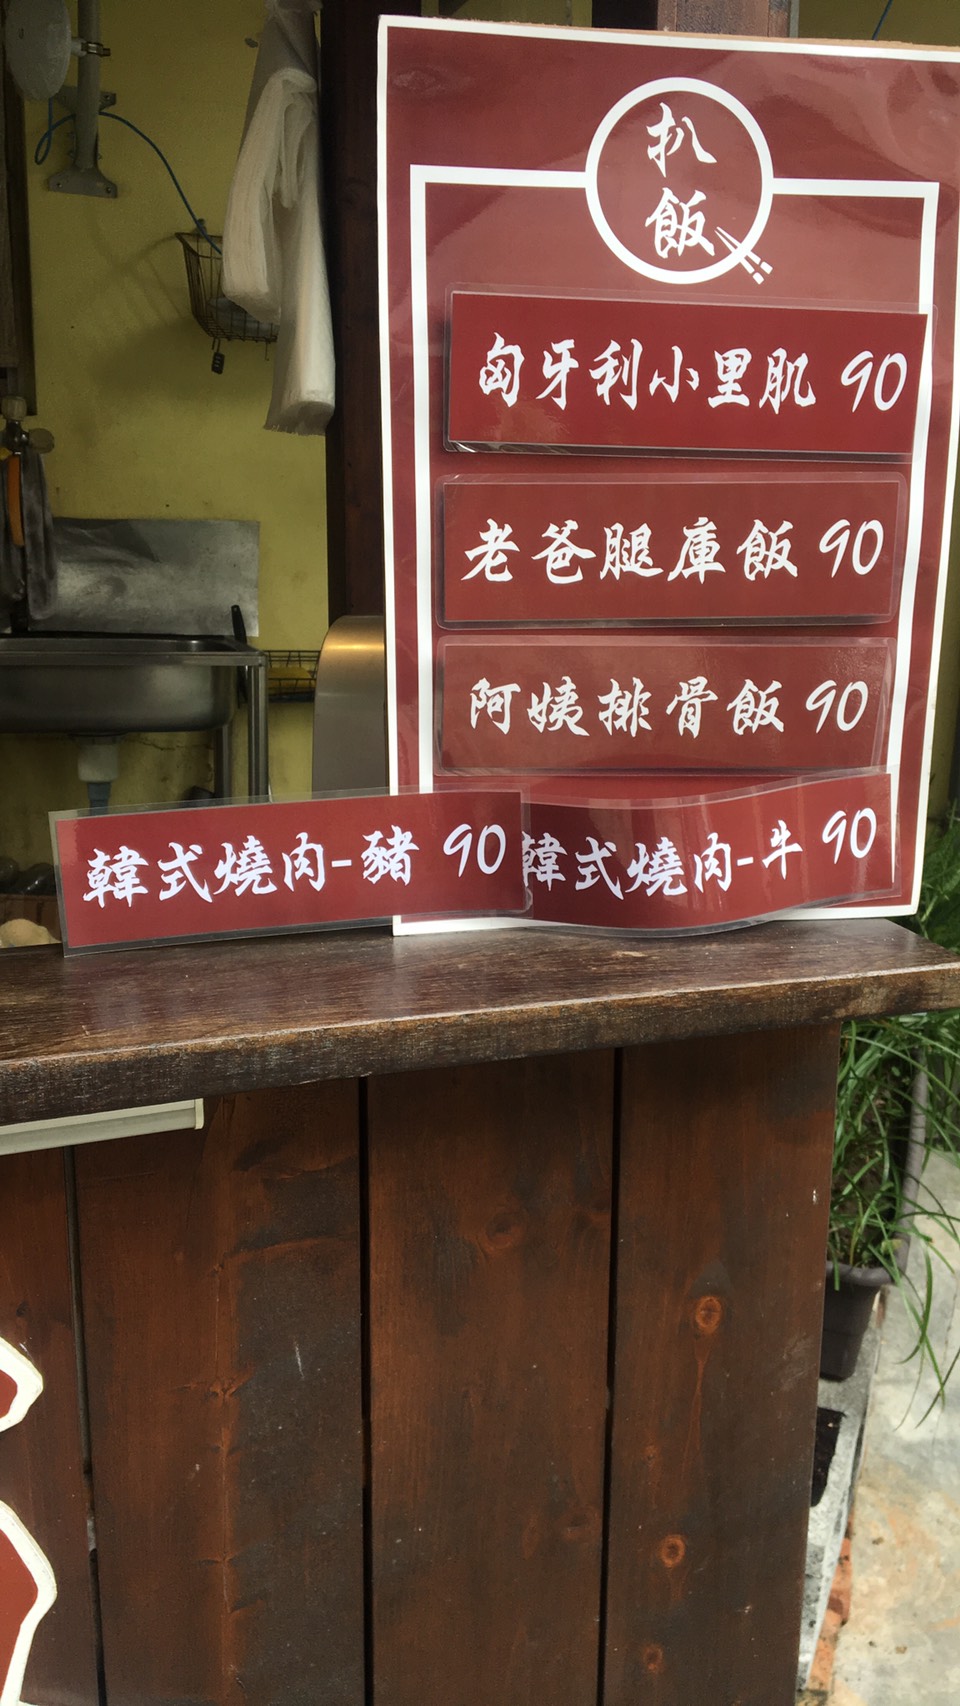 扒
飯
匈牙利小里肌 90
老爸腿庫飯 90
阿姨排骨飯 90
韓式燒肉-豬 90
韓式燒肉-牛 90